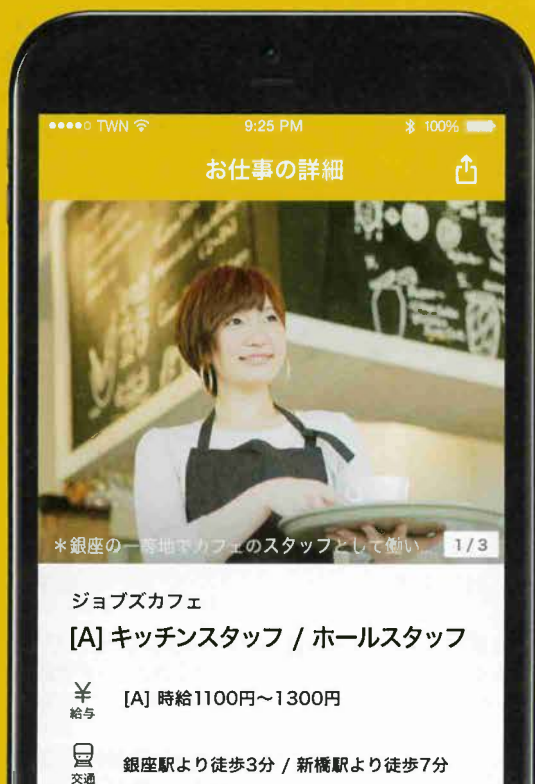 TWN 9:25 PM 100%
お仕事の詳細
＊銀座の一等地でカフェのスタッフとして働い... 1/3
ジョブズカフェ
[A] キッチンスタッフ / ホールスタッフ
¥ [A] 時給1100円〜1300円
給与
銀座駅より徒歩3分 / 新橋駅より徒歩7分
交通